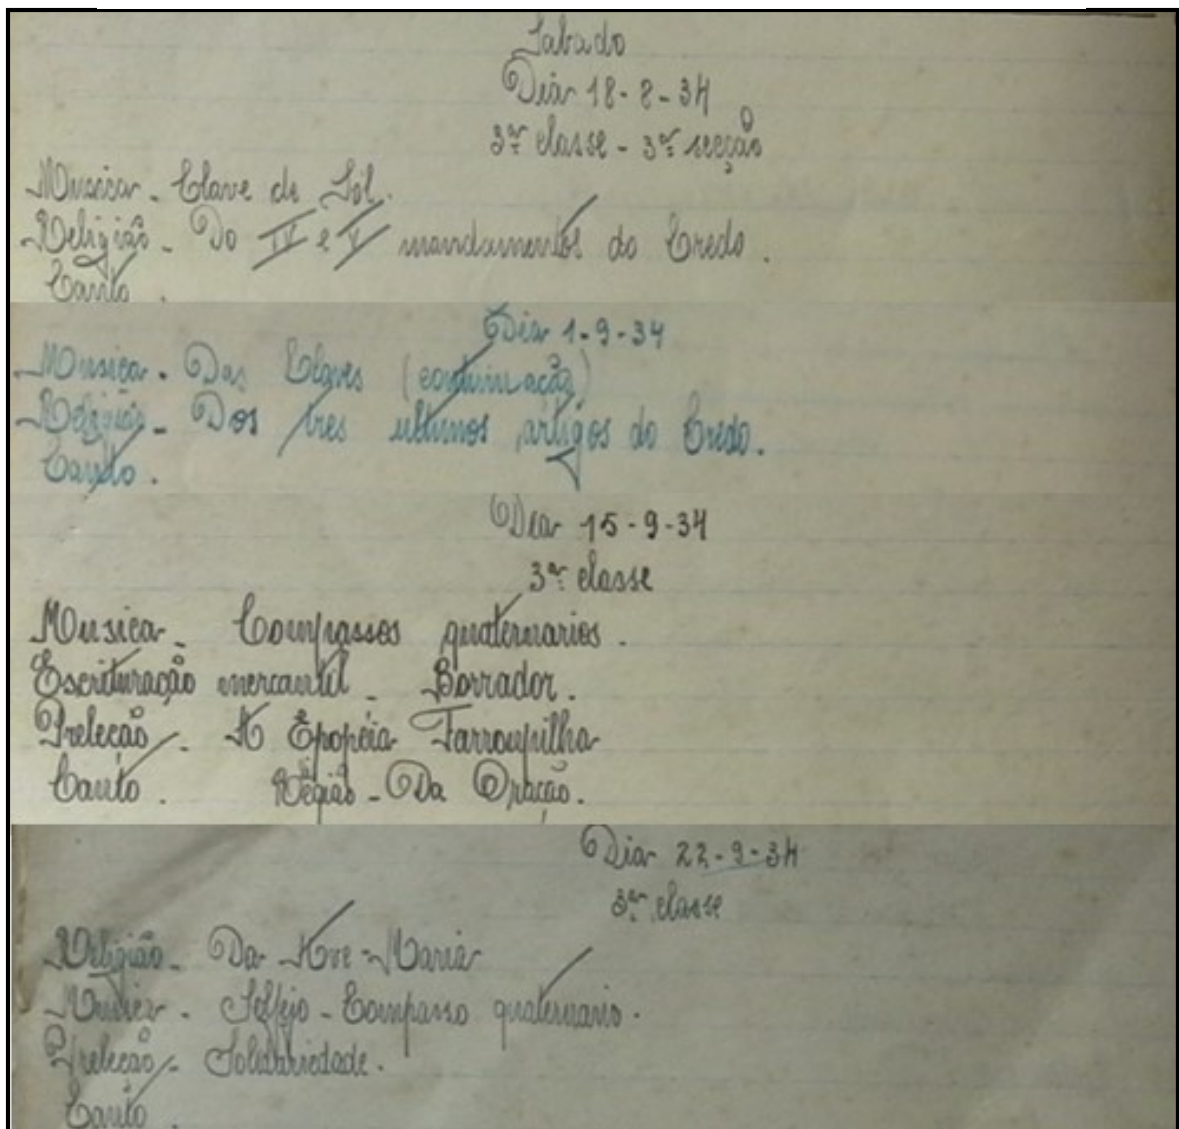 Sabado
Dia 18-8-34
3ª classe - 3ª secção
Musica - Clave de Sól.
Religião - Do IV e V mandamentos do Credo.
Canto.
Dia 1-9-34
Musica - Das Claves (continuação)
Religião - Dos tres ultimos artigos do Credo.
Canto.
Dia 15-9-34
3ª classe
Musica - Compassos quaternarios.
Escrituração mercantil - Borrador.
Preleção - A Epopéia Farroupilha
Canto. Região - Da Oração.
Dia 22-9-34
3ª classe
Religião - Da Ave-Maria
Musica - Solfejo - Compasso quaternario.
Preleção - Solidariedade.
Canto.